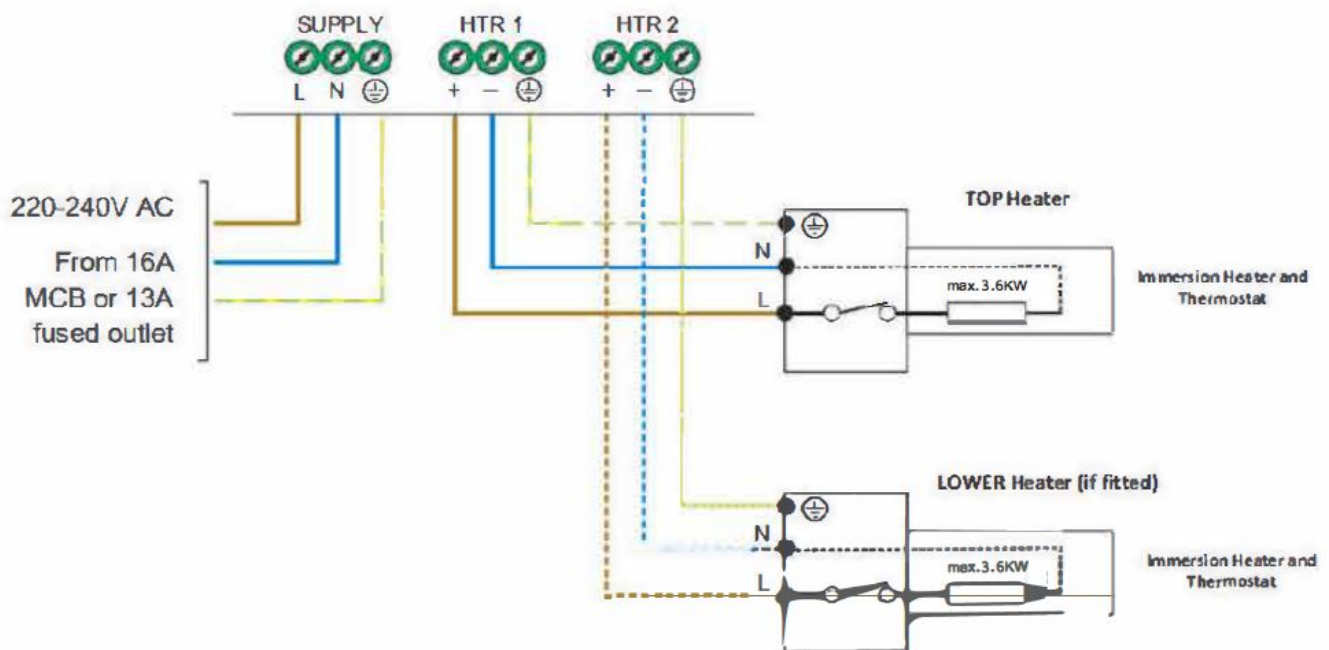 SUPPLY HTR 1 HTR 2
L N + – + –
220-240V AC
From 16A
MCB or 13A
fused outlet
TOP Heater
N
L
max.3.6KW
Immersion Heater and
Thermostat
LOWER Heater (if fitted)
N
L
max.3.6KW
Immersion Heater and
Thermostat